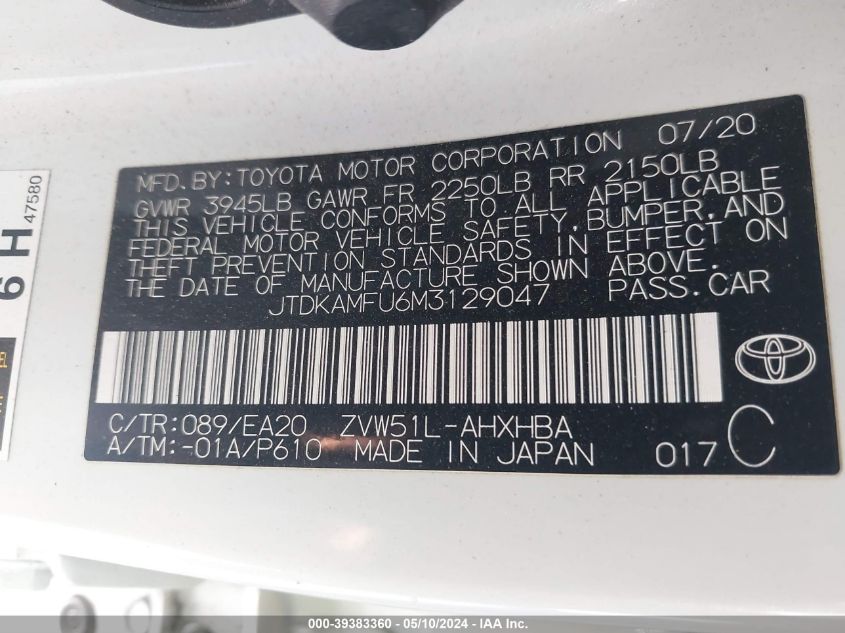 07/20
MFD. BY: TOYOTA MOTOR CORPORATION
GVWR 3945LB GAWR FR 2250LB RR 2150LB
THIS VEHICLE CONFORMS TO ALL APPLICABLE
FEDERAL MOTOR VEHICLE SAFETY, BUMPER, AND
THEFT PREVENTION STANDARDS IN EFFECT ON
THE DATE OF MANUFACTURE SHOWN ABOVE.
JTDKAMFU6M3129047 PASS. CAR
C/TR: 089/EA20 ZVW51L-AHXHBA
A/TM: -01A/P610 MADE IN JAPAN 017 C
6 H
47580
000-39383360 - 05/10/2024 - IAA Inc.